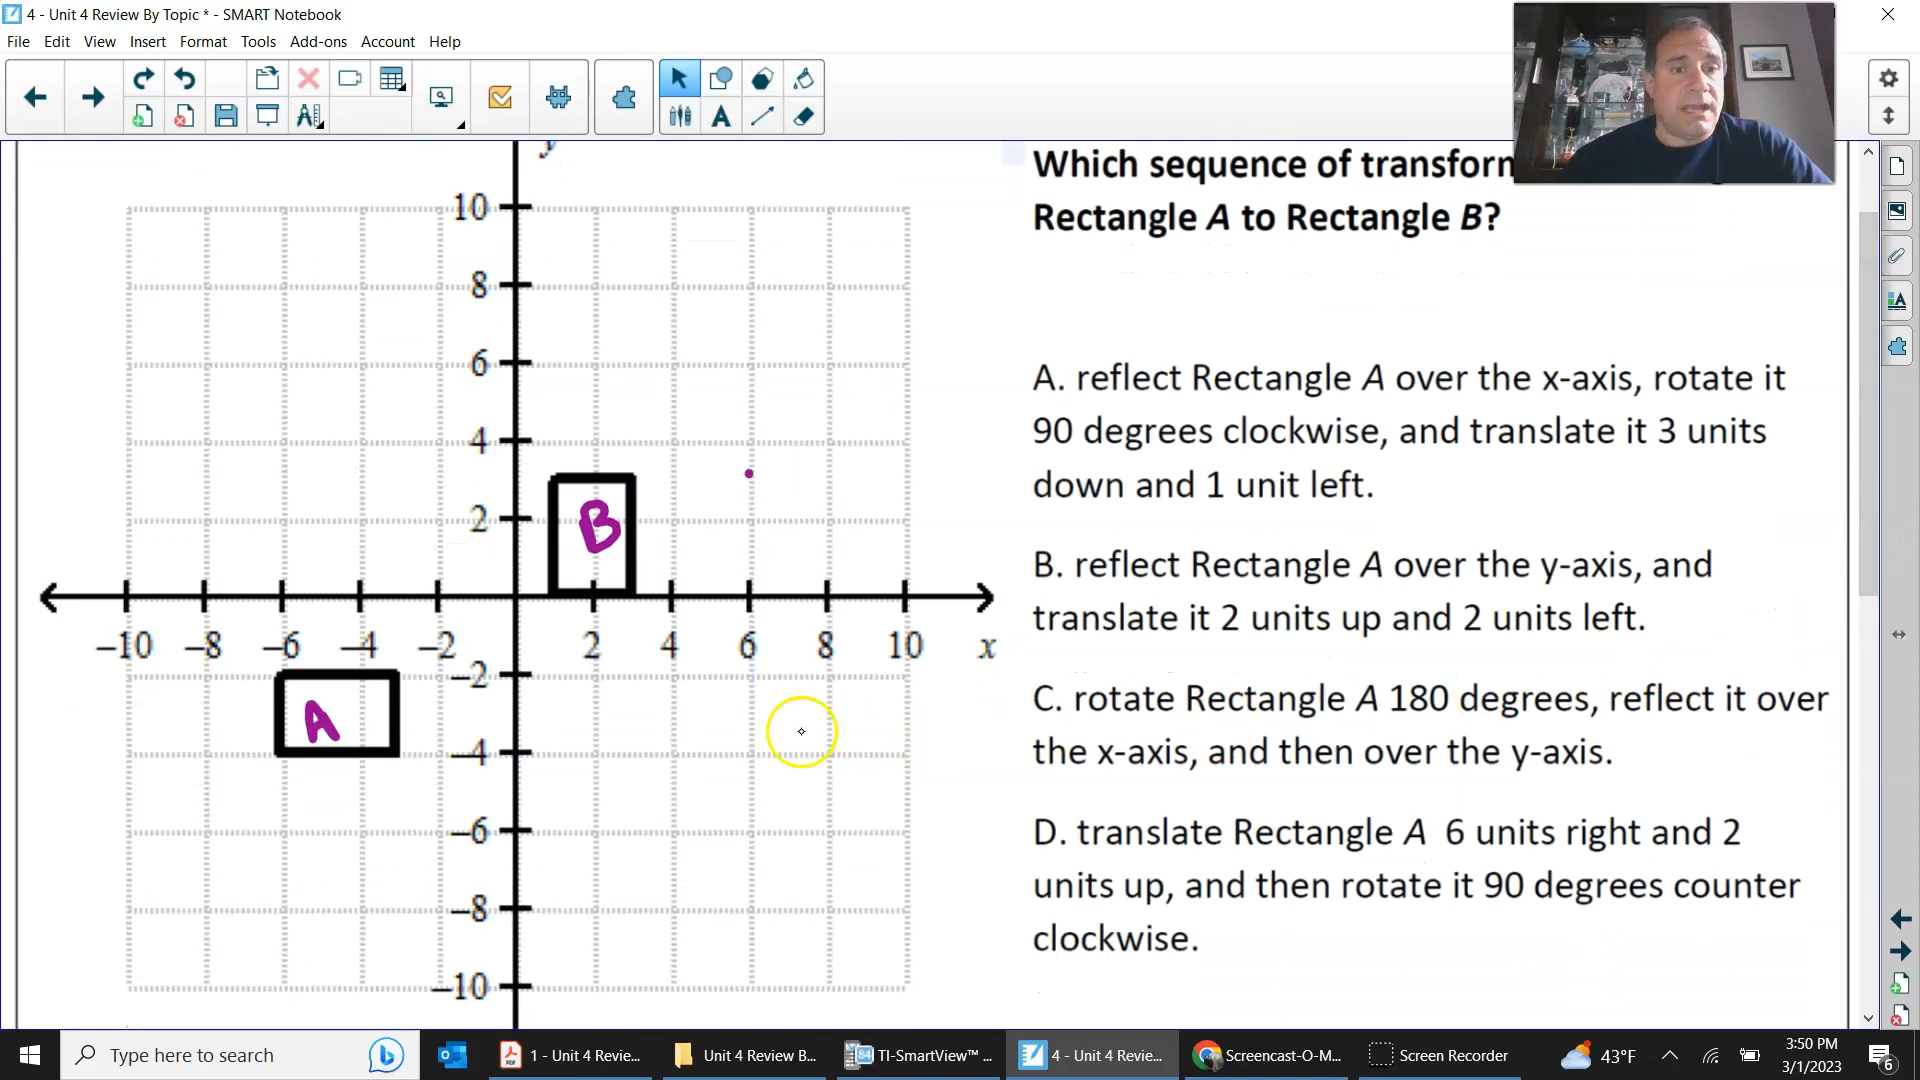 4 - Unit 4 Review By Topic * - SMART Notebook
File Edit View Insert Format Tools Add-ons Account Help
Which sequence of transforn
Rectangle A to Rectangle B?
A. reflect Rectangle A over the x-axis, rotate it
90 degrees clockwise, and translate it 3 units
down and 1 unit left.
B. reflect Rectangle A over the y-axis, and
translate it 2 units up and 2 units left.
C. rotate Rectangle A 180 degrees, reflect it over
the x-axis, and then over the y-axis.
D. translate Rectangle A 6 units right and 2
units up, and then rotate it 90 degrees counter
clockwise.
y
10
8
6
4
2
B
-10 -8 -6 -4 -2 2 4 6 8 10 x
-2
A
-4
-6
-8
-10
Type here to search
1 - Unit 4 Revie...
Unit 4 Review B...
TI-SmartView™ ...
4 - Unit 4 Revie...
Screencast-O-M...
Screen Recorder
43°F
3:50 PM
3/1/2023
6